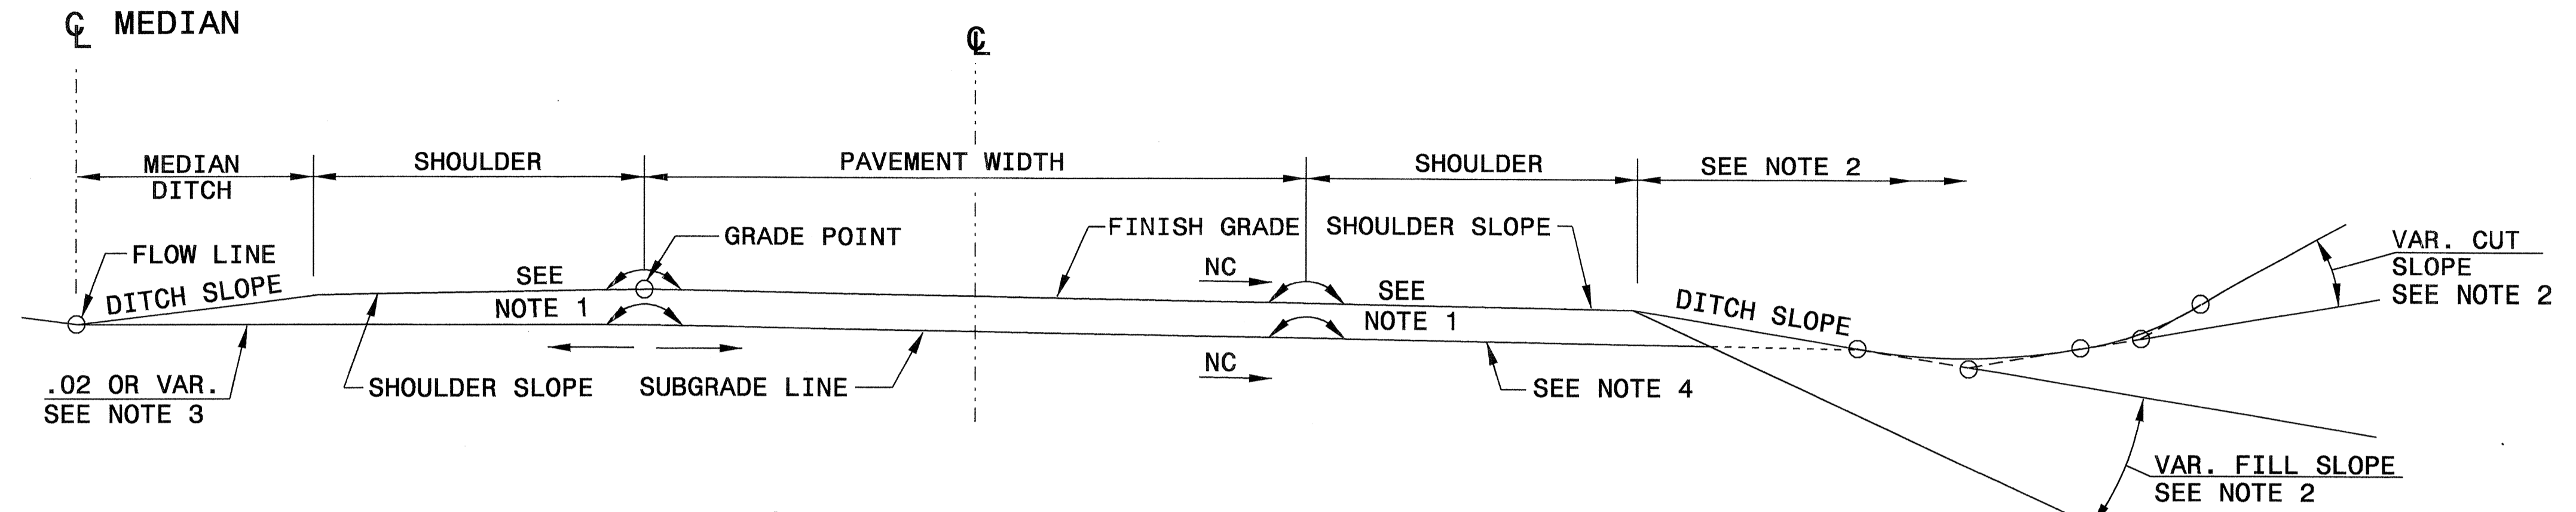 ℄ MEDIAN
℄
MEDIAN
DITCH
SHOULDER
PAVEMENT WIDTH
SHOULDER
SEE NOTE 2
FLOW LINE
GRADE POINT
FINISH GRADE
SHOULDER SLOPE
VAR. CUT
SLOPE
SEE NOTE 2
DITCH SLOPE
SEE
NOTE 1
NC
SEE
NOTE 1
DITCH SLOPE
.02 OR VAR.
SEE NOTE 3
SHOULDER SLOPE
SUBGRADE LINE
NC
SEE NOTE 4
VAR. FILL SLOPE
SEE NOTE 2